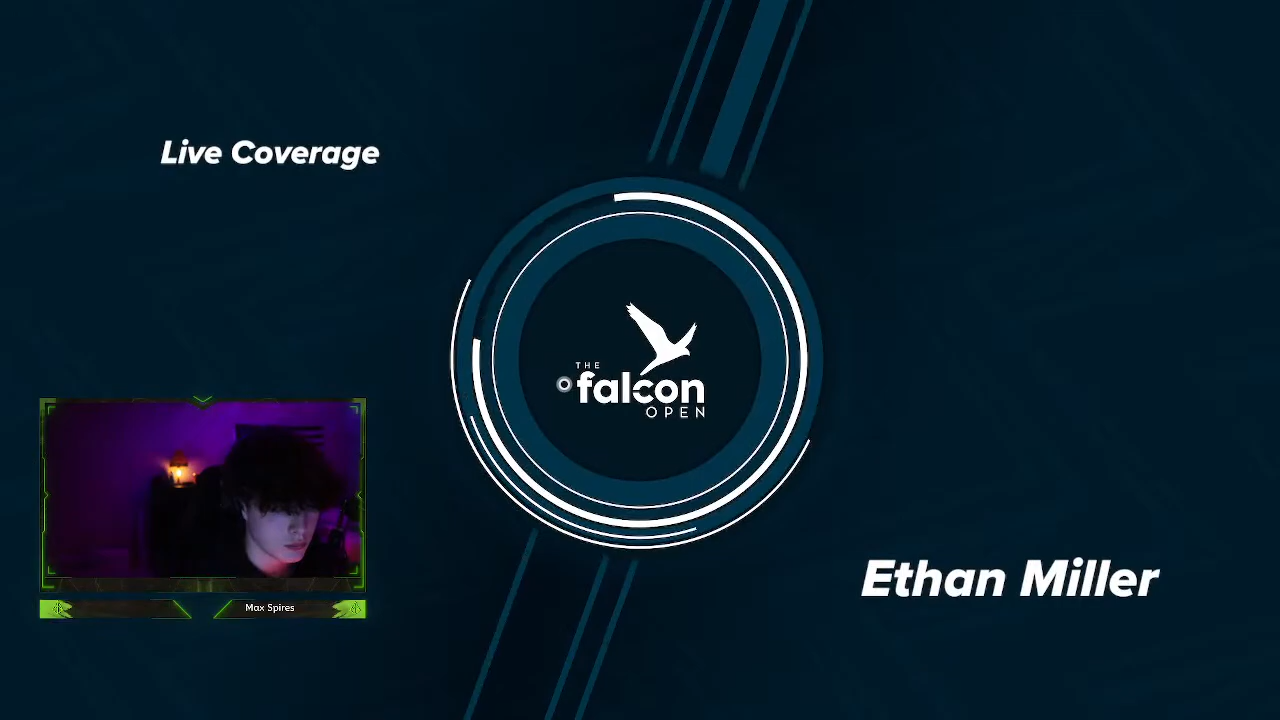 Live Coverage
THE
falcon
OPEN
Ethan Miller
Max Spires